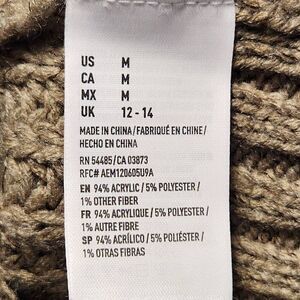 US M
CA M
MX M
UK 12 - 14
MADE IN CHINA / FABRIQUÉ EN CHINE /
HECHO EN CHINA
RN 54485 / CA 03873
RFC# AEM120605U9A
EN 94% ACRYLIC / 5% POLYESTER /
1% OTHER FIBER
FR 94% ACRYLIQUE / 5% POLYESTER /
1% AUTRE FIBRE
SP 94% ACRÍLICO / 5% POLIÉSTER /
1% OTRAS FIBRAS